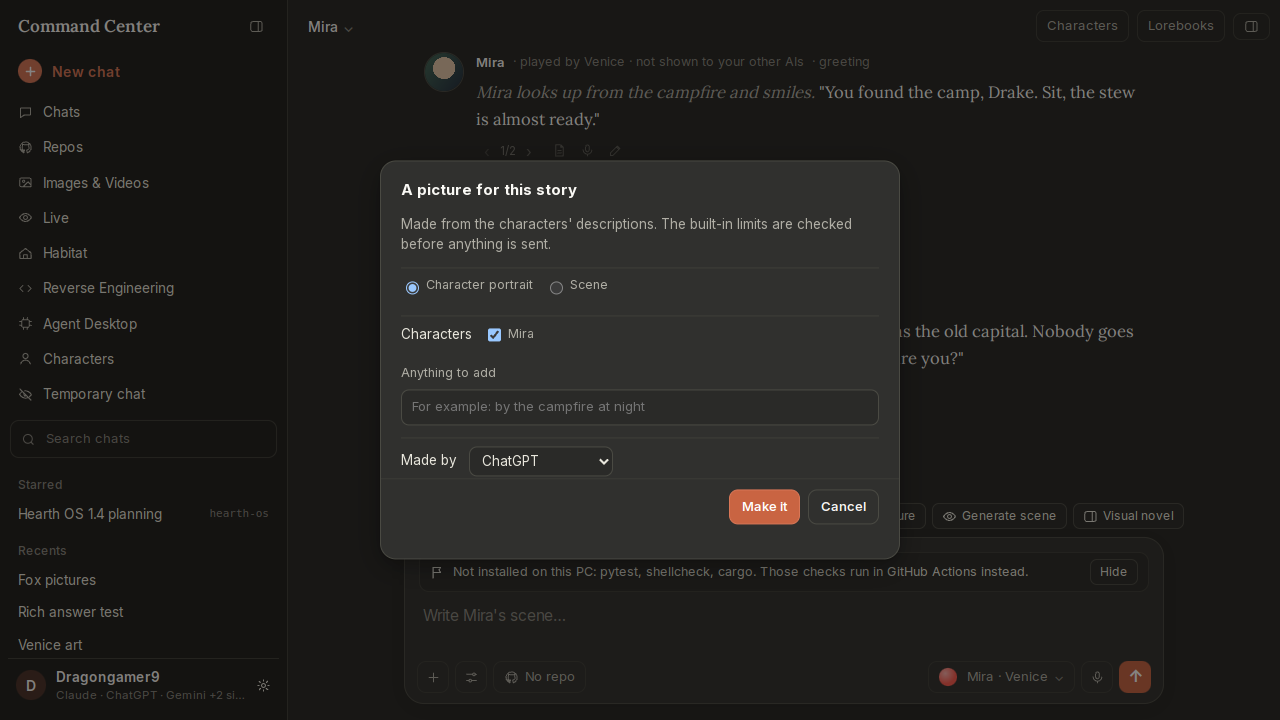 Command Center
New chat
Chats
Repos
Images & Videos
Live
Habitat
Reverse Engineering
Agent Desktop
Characters
Temporary chat
Search chats
Starred
Hearth OS 1.4 planning
hearth-os
Recents
Fox pictures
Rich answer test
Venice art
D
Dragongamer9
Claude · ChatGPT · Gemini +2 si...
Mira
Characters
Lorebooks
Mira · played by Venice · not shown to your other AIs · greeting
Mira looks up from the campfire and smiles. "You found the camp, Drake. Sit, the stew
is almost ready."
1/2
A picture for this story
Made from the characters' descriptions. The built-in limits are checked
before anything is sent.
Character portrait
Scene
Characters
Mira
Anything to add
For example: by the campfire at night
Made by
ChatGPT
Make it
Cancel
the old capital. Nobody goes
you?"
Generate scene
Visual novel
Not installed on this PC: pytest, shellcheck, cargo. Those checks run in GitHub Actions instead.
Hide
Write Mira's scene...
No repo
Mira · Venice